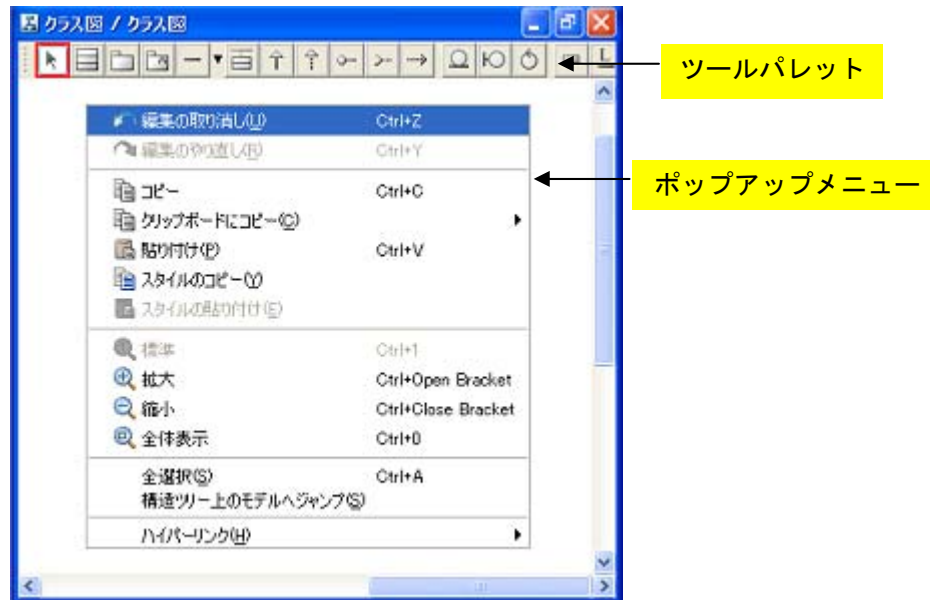 クラス図 / クラス図
ツールパレット
編集の取り消し(U) Ctrl+Z
編集のやり直し(R) Ctrl+Y
ポップアップメニュー
コピー Ctrl+C
クリップボードにコピー(C)
貼り付け(P) Ctrl+V
スタイルのコピー(Y)
スタイルの貼り付け(E)
標準 Ctrl+1
拡大 Ctrl+Open Bracket
縮小 Ctrl+Close Bracket
全体表示 Ctrl+0
全選択(S) Ctrl+A
構造ツリー上のモデルへジャンプ(S)
ハイパーリンク(H)